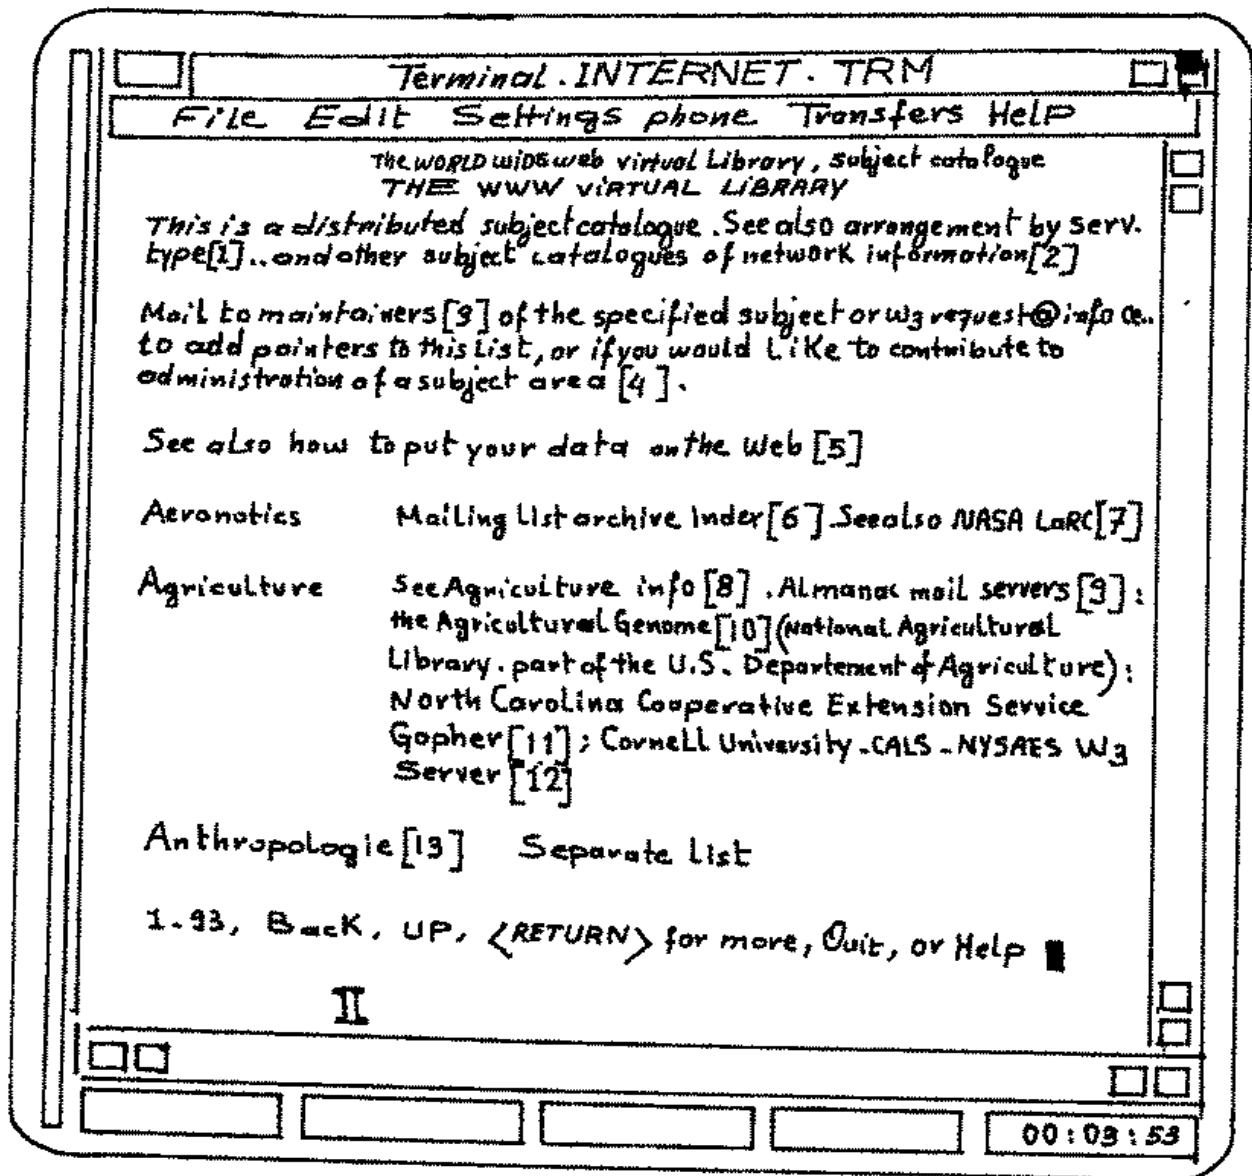 Terminal.INTERNET.TRM
File Edit Settings phone Transfers Help
The WORLD WIDE web virtual Library, subject catalogue
THE WWW VIRTUAL LIBRARY
This is a distributed subject catalogue. See also arrangement by serv.
type[1]..and other subject catalogues of network information[2]
Mail to maintainers[3] of the specified subject or w3 request@info ce..
to add pointers to this list, or if you would like to contribute to
administration of a subject area [4].
See also how to put your data on the Web [5]
Aeronotics Mailing list archive Inder[6]. See also NASA LaRC[7]
Agriculture See Agriculture info [8]. Almanac mail servers [9]:
the Agricultural Genome[10](National Agricultural
Library. part of the U.S. Departement of Agriculture):
North Carolina Cooperative Extension Service
Gopher[11]; Cornell University-CALS-NYSAES W3
Server[12]
Anthropologie[13] Separate list
1-93, Back, UP, <RETURN> for more, Quit, or Help
00:03:53